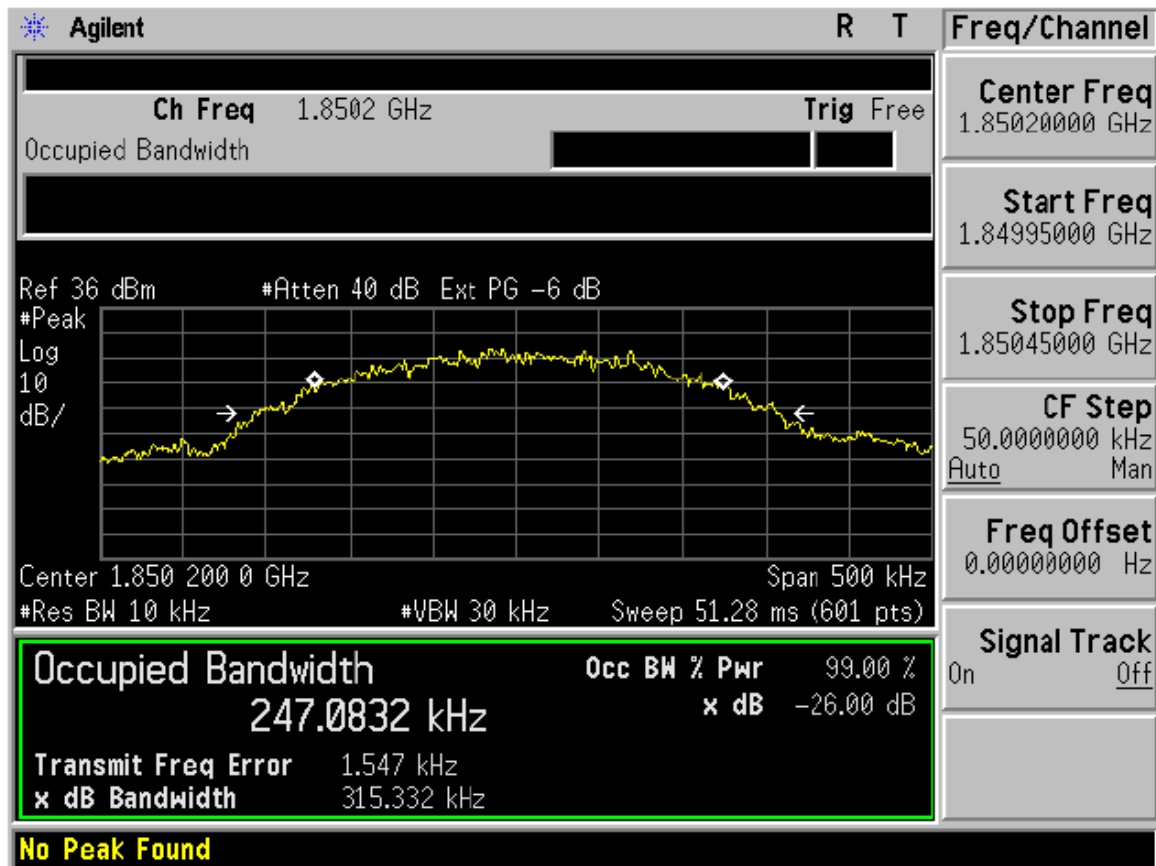 Agilent R T
Ch Freq 1.8502 GHz Trig Free
Occupied Bandwidth
Ref 36 dBm #Atten 40 dB Ext PG -6 dB
#Peak
Log
10
dB/
Center 1.850 200 0 GHz Span 500 kHz
#Res BW 10 kHz #VBW 30 kHz Sweep 51.28 ms (601 pts)
Occupied Bandwidth Occ BW % Pwr 99.00 %
247.0832 kHz x dB -26.00 dB
Transmit Freq Error 1.547 kHz
x dB Bandwidth 315.332 kHz
No Peak Found
Freq/Channel
Center Freq
1.85020000 GHz
Start Freq
1.84995000 GHz
Stop Freq
1.85045000 GHz
CF Step
50.0000000 kHz
Auto Man
Freq Offset
0.00000000 Hz
Signal Track
On Off